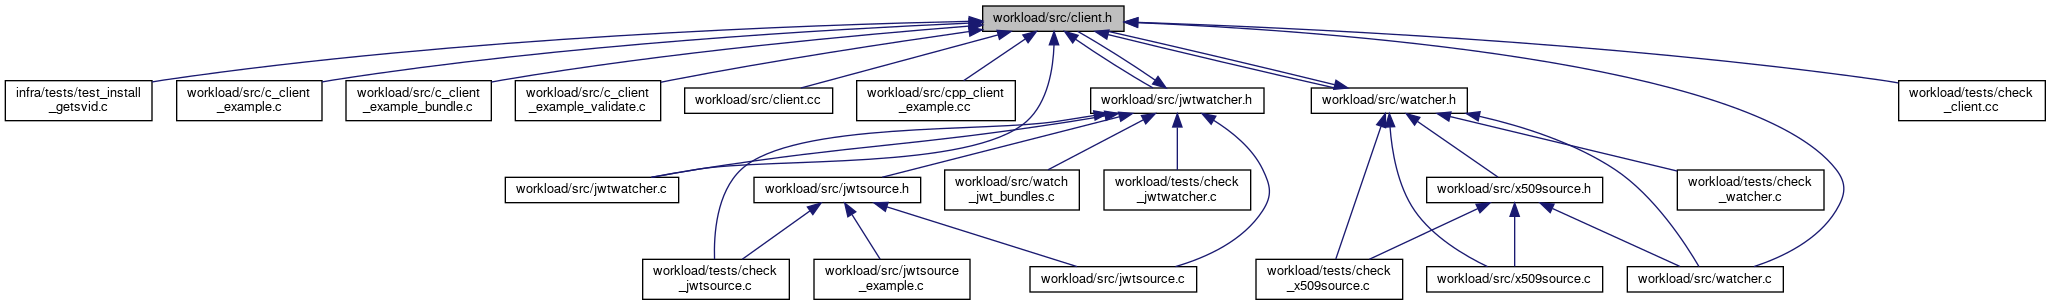 workload/src/client.h
infra/tests/test_install
_getsvid.c
workload/src/c_client
_example.c
workload/src/c_client
_example_bundle.c
workload/src/c_client
_example_validate.c
workload/src/client.cc
workload/src/cpp_client
_example.cc
workload/src/jwtwatcher.h
workload/src/watcher.h
workload/tests/check
_client.cc
workload/src/jwtwatcher.c
workload/src/jwtsource.h
workload/src/watch
_jwt_bundles.c
workload/tests/check
_jwtwatcher.c
workload/src/x509source.h
workload/tests/check
_watcher.c
workload/tests/check
_jwtsource.c
workload/src/jwtsource
_example.c
workload/src/jwtsource.c
workload/tests/check
_x509source.c
workload/src/x509source.c
workload/src/watcher.c